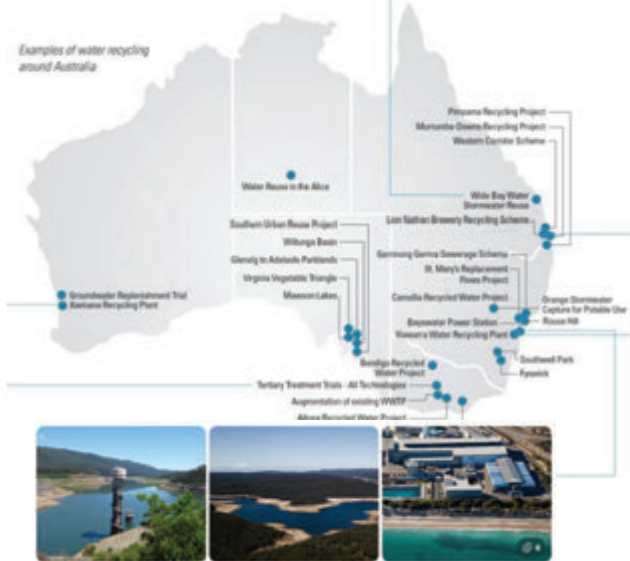 Examples of water recycling
around Australia
Pimpama Recycling Project
Murrumba Downs Recycling Project
Western Corridor Scheme
Water Reuse in the Alice
Wide Bay Water
Stormwater Reuse
Southern Urban Reuse Project
Lion Nathan Brewery Recycling Scheme
Willunga Basin
Glenelg to Adelaide Parklands
Gerringong Gerroa Sewerage Scheme
St. Mary's Replacement
Flows Project
Virginia Vegetable Triangle
Mawson Lakes
Camellia Recycled Water Project
Orange Stormwater
Capture for Potable Use
Groundwater Replenishment Trial
Kwinana Recycling Plant
Bayswater Power Station
Rouse Hill
Illawarra Water Recycling Plant
Bendigo Recycled
Water Project
Southwell Park
Fyshwick
Tertiary Treatment Trials - All Technologies
Augmentation of existing WWTP
Altona Recycled Water Project